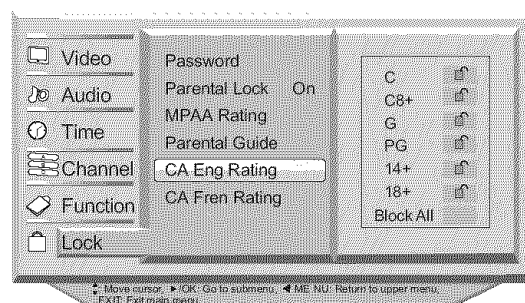 Video
Audio
Time
Channel
Function
Lock
Password
Parental Lock On
MPAA Rating
Parental Guide
CA Eng Rating
CA Fren Rating
C
C8+
G
PG
14+
18+
Block All
Move cursor, ►/OK: Go to submenu, ◄ ME NU: Return to upper menu,
EXIT: Exit main menu